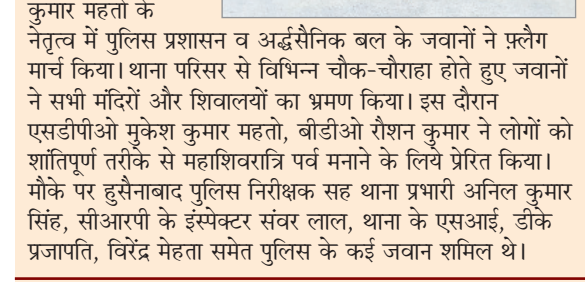 कुमार महतो के
नेतृत्व में पुलिस प्रशासन व अर्द्धसैनिक बल के जवानों ने फ़्लैग
मार्च किया। थाना परिसर से विभिन्न चौक-चौराहा होते हुए जवानों
ने सभी मंदिरों और शिवालयों का भ्रमण किया। इस दौरान
एसडीपीओ मुकेश कुमार महतो, बीडीओ रौशन कुमार ने लोगों को
शांतिपूर्ण तरीके से महाशिवरात्रि पर्व मनाने के लिये प्रेरित किया।
मौके पर हुसैनाबाद पुलिस निरीक्षक सह थाना प्रभारी अनिल कुमार
सिंह, सीआरपी के इंस्पेक्टर संवर लाल, थाना के एसआई, डीके
प्रजापति, विरेंद्र मेहता समेत पुलिस के कई जवान शमिल थे।